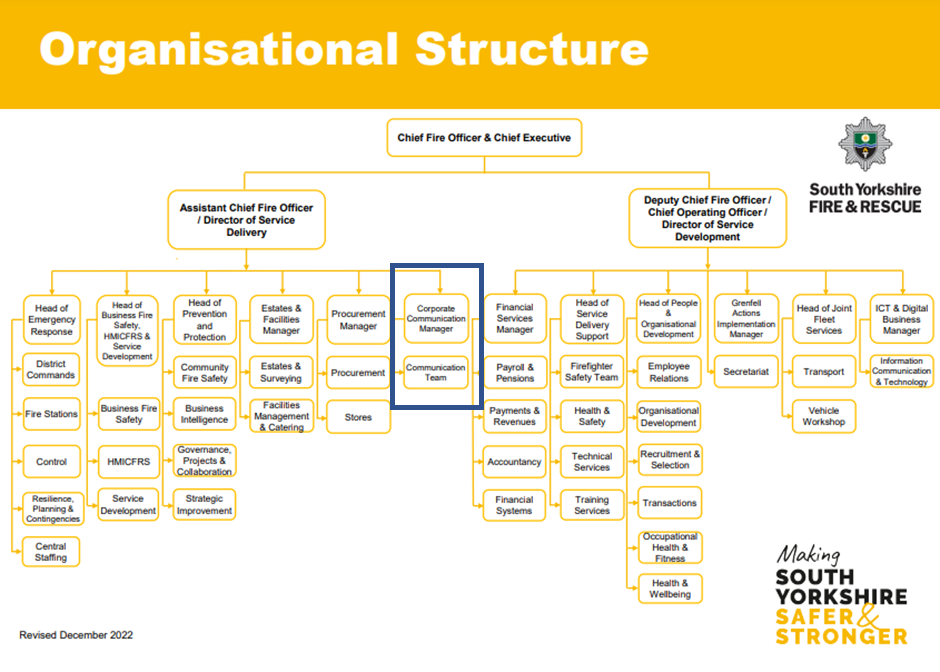 Organisational Structure
Chief Fire Officer & Chief Executive
South Yorkshire
FIRE & RESCUE
Assistant Chief Fire Officer
/ Director of Service
Delivery
Deputy Chief Fire Officer /
Chief Operating Officer /
Director of Service
Development
Head of
Emergency
Response
District
Commands
Fire Stations
Control
Resilience,
Planning &
Contingencies
Central
Staffing
Head of
Business Fire
Safety,
HMICFRS &
Service
Development
Business Fire
Safety
HMICFRS
Service
Development
Head of
Prevention
and
Protection
Community
Fire Safety
Business
Intelligence
Governance,
Projects &
Collaboration
Strategic
Improvement
Estates &
Facilities
Manager
Estates &
Surveying
Facilities
Management
& Catering
Procurement
Manager
Procurement
Stores
Corporate
Communication
Manager
Communication
Team
Financial
Services
Manager
Payroll &
Pensions
Payments &
Revenues
Accountancy
Financial
Systems
Head of
Service
Delivery
Support
Firefighter
Safety Team
Health &
Safety
Technical
Services
Training
Services
Head of People
&
Organisational
Development
Employee
Relations
Organisational
Development
Recruitment &
Selection
Transactions
Occupational
Health &
Fitness
Health &
Wellbeing
Grenfell
Actions
Implementation
Manager
Secretariat
Head of Joint
Fleet
Services
Transport
Vehicle
Workshop
ICT & Digital
Business
Manager
Information
Communication
& Technology
Making
SOUTH
YORKSHIRE
SAFER &
STRONGER
Revised December 2022